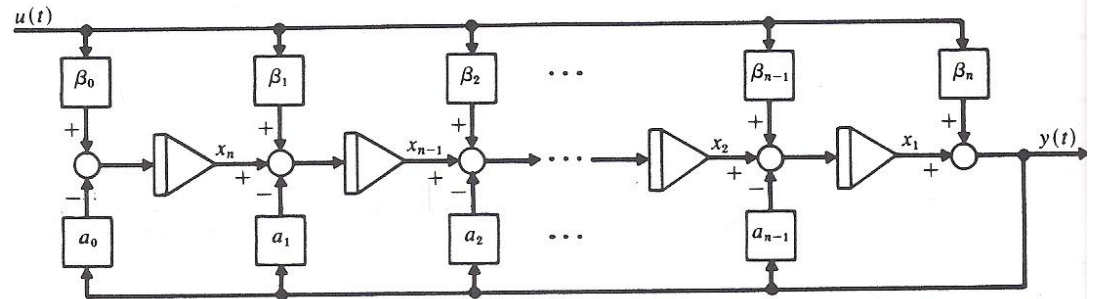 u(t)
β₀ β₁ β₂ ... βₙ₋₁ βₙ
+ + + + +
xₙ xₙ₋₁ ... x₂ x₁ y(t)
+ + + +
− − − −
a₀ a₁ a₂ ... aₙ₋₁